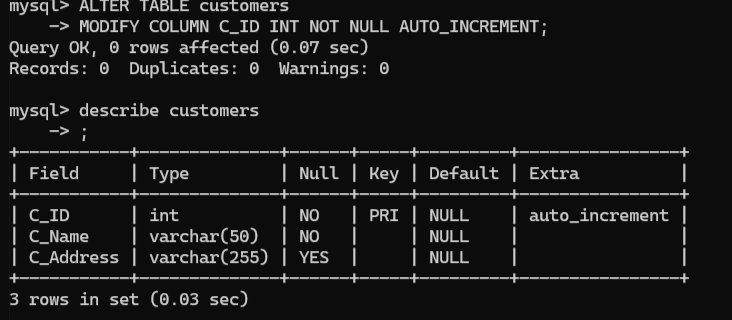 mysql> ALTER TABLE customers
    -> MODIFY COLUMN C_ID INT NOT NULL AUTO_INCREMENT;
Query OK, 0 rows affected (0.07 sec)
Records: 0  Duplicates: 0  Warnings: 0

mysql> describe customers
    -> ;
+-----------+--------------+------+-----+---------+----------------+
| Field     | Type         | Null | Key | Default | Extra          |
+-----------+--------------+------+-----+---------+----------------+
| C_ID      | int          | NO   | PRI | NULL    | auto_increment |
| C_Name    | varchar(50)  | NO   |     | NULL    |                |
| C_Address | varchar(255) | YES  |     | NULL    |                |
+-----------+--------------+------+-----+---------+----------------+
3 rows in set (0.03 sec)